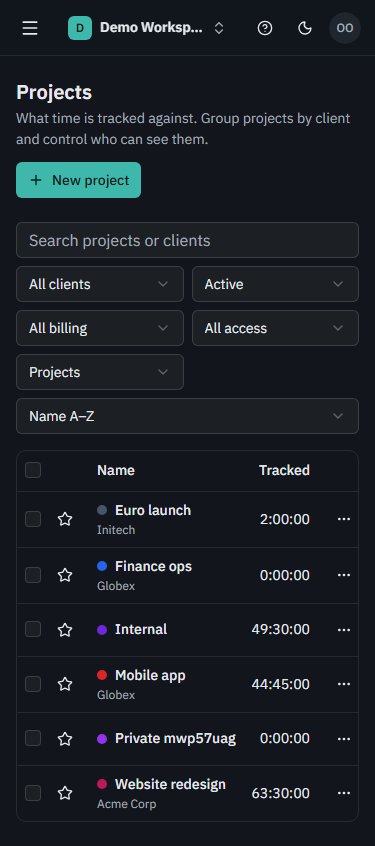 D Demo Worksp... OO
Projects
What time is tracked against. Group projects by client
and control who can see them.
+ New project
Search projects or clients
All clients Active
All billing All access
Projects
Name A–Z
Name Tracked
Euro launch 2:00:00
Initech
Finance ops 0:00:00
Globex
Internal 49:30:00
Mobile app 44:45:00
Globex
Private mwp57uag 0:00:00
Website redesign 63:30:00
Acme Corp